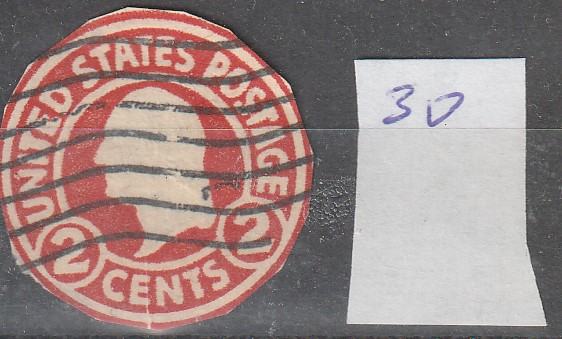 UNITED STATES POSTAGE
2 CENTS 2
30